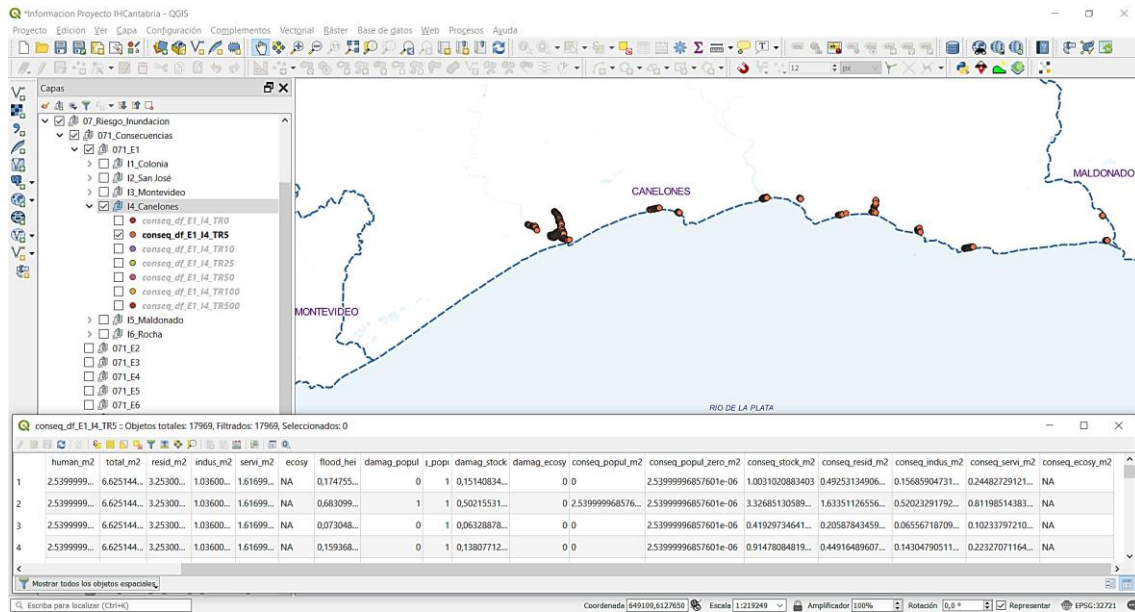 *Informacion Proyecto IHCantabria - QGIS
Proyecto Edición Ver Capa Configuración Complementos Vectorial Ráster Base de datos Web Procesos Ayuda
12 px
Capas
07_Riesgo_Inundacion
071_Consecuencias
071_E1
I1_Colonia
I2_San José
I3_Montevideo
I4_Canelones
conseq_df_E1_I4_TR0
conseq_df_E1_I4_TR5
conseq_df_E1_I4_TR10
conseq_df_E1_I4_TR25
conseq_df_E1_I4_TR50
conseq_df_E1_I4_TR100
conseq_df_E1_I4_TR500
I5_Maldonado
I6_Rocha
071_E2
071_E3
071_E4
071_E5
071_E6
MALDONADO
CANELONES
MONTEVIDEO
RIO DE LA PLATA
conseq_df_E1_I4_TR5 :: Objetos totales: 17969, Filtrados: 17969, Seleccionados: 0
human_m2 total_m2 resid_m2 indus_m2 servi_m2 ecosy flood_hei damag_popul damag_stock damag_ecosy conseq_popul_m2 conseq_popul_zero_m2 conseq_stock_m2 conseq_resid_m2 conseq_indus_m2 conseq_servi_m2 conseq_ecosy_m2
1 2.5399999... 6.625144... 3.25300... 1.03600... 1.61699... NA 0,174755... 0 1 0,15140834... 0 0 2.53999996857601e-06 1.0031020883403 0.49253134906... 0.15685904731... 0.24482729121... NA
2 2.5399999... 6.625144... 3.25300... 1.03600... 1.61699... NA 0,683099... 1 1 0,50215531... 0 2.539999968576... 2.53999996857601e-06 3.32685130589... 1.63351126556... 0.52023291792... 0.81198514383... NA
3 2.5399999... 6.625144... 3.25300... 1.03600... 1.61699... NA 0,073048... 0 1 0,06328878... 0 0 2.53999996857601e-06 0.41929734641... 0.20587843459... 0.06556718709... 0.10233797210... NA
4 2.5399999... 6.625144... 3.25300... 1.03600... 1.61699... NA 0,159368... 0 1 0,13807712... 0 0 2.53999996857601e-06 0.91478084819... 0.44916489607... 0.14304790511... 0.22327071164... NA
Mostrar todos los objetos espaciales
Escriba para localizar (Ctrl+K) Coordenada 649109,6127650 Escala 1:219249 Amplificador 100% Rotación 0,0 ° Representar EPSG:32721